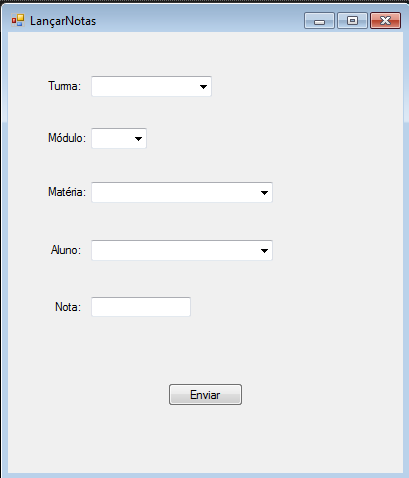 LançarNotas
Turma:
Módulo:
Matéria:
Aluno:
Nota:
Enviar